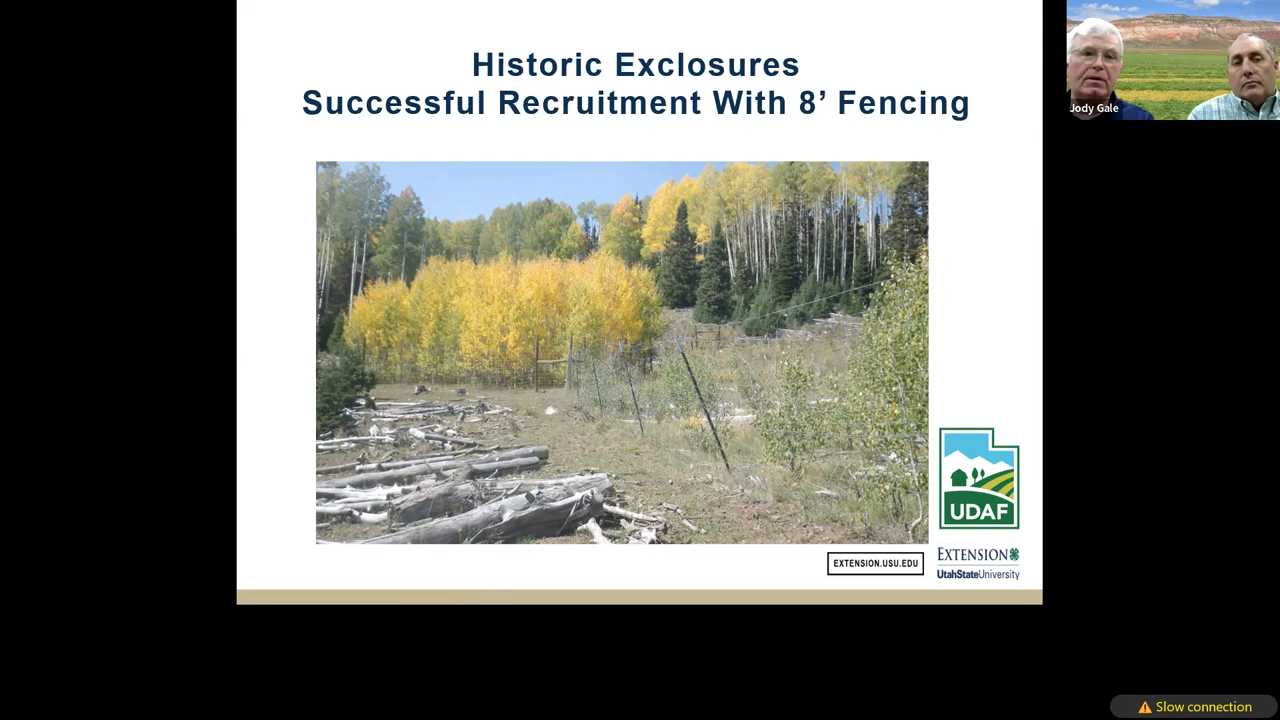 Historic Exclosures
Successful Recruitment With 8’ Fencing
Jody Gale
UDAF
EXTENSION.USU.EDU
EXTENSION
UtahStateUniversity
Slow connection